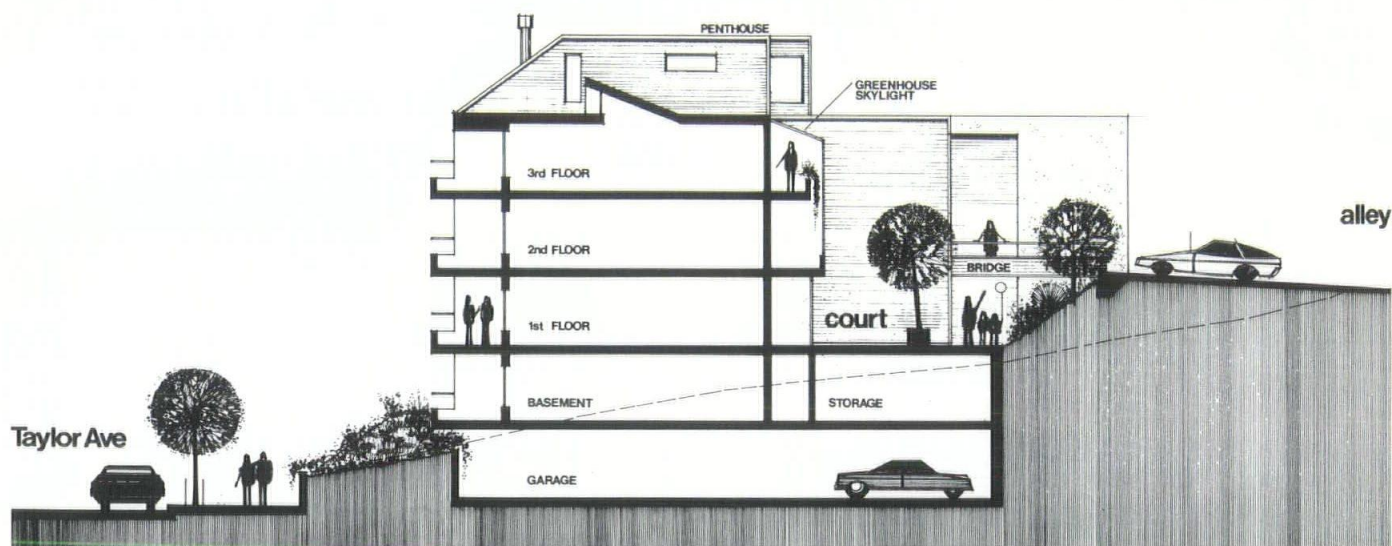 PENTHOUSE
GREENHOUSE
SKYLIGHT
3rd FLOOR
alley
2nd FLOOR
BRIDGE
1st FLOOR
court
BASEMENT
STORAGE
Taylor Ave
GARAGE